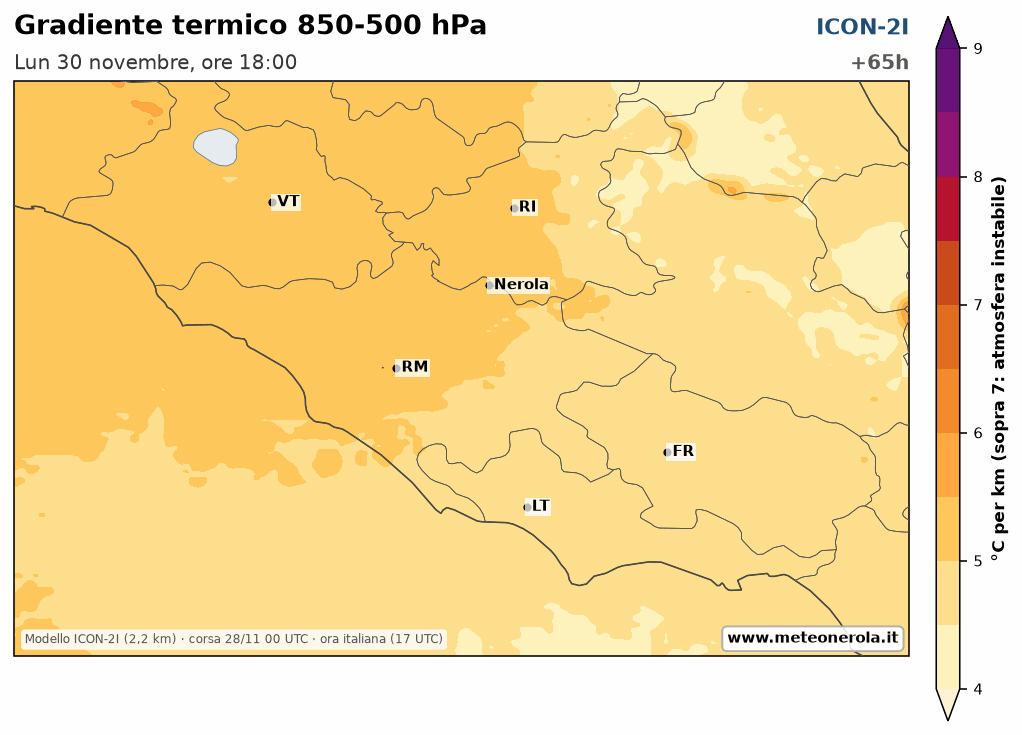 Gradiente termico 850-500 hPa
ICON-2I
Lun 30 novembre, ore 18:00
+65h
9
8
7
6
5
4
°C per km (sopra 7: atmosfera instabile)
VT
RI
Nerola
RM
FR
LT
Modello ICON-2I (2,2 km) · corsa 28/11 00 UTC · ora italiana (17 UTC)
www.meteonerola.it